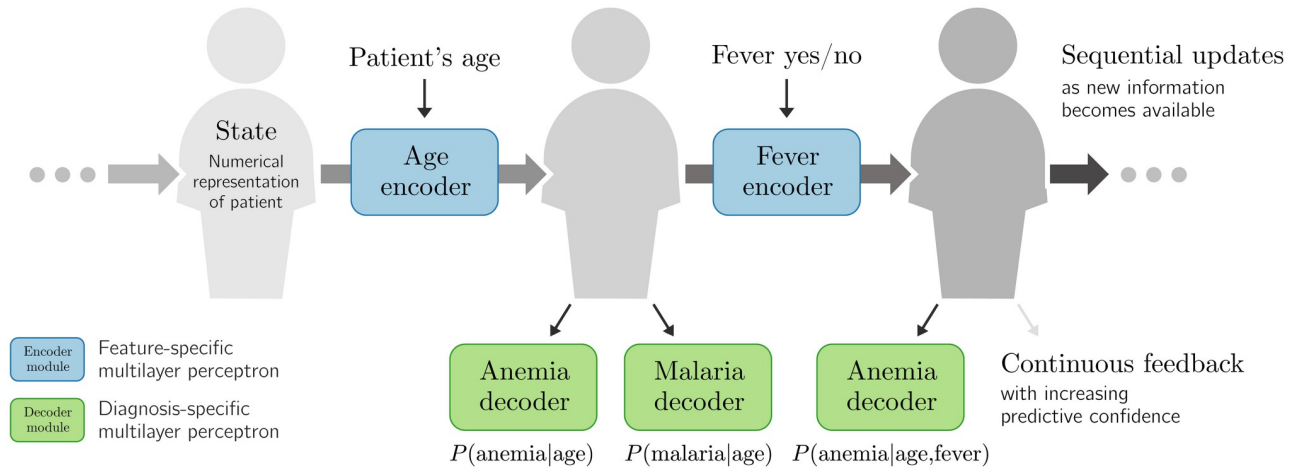 Patient's age
Fever yes/no
Sequential updates
as new information
becomes available
State
Numerical
representation
of patient
Age
encoder
Fever
encoder
Encoder
module
Feature-specific
multilayer perceptron
Decoder
module
Diagnosis-specific
multilayer perceptron
Anemia
decoder
Malaria
decoder
Anemia
decoder
Continuous feedback
with increasing
predictive confidence
P(anemia|age)
P(malaria|age)
P(anemia|age,fever)